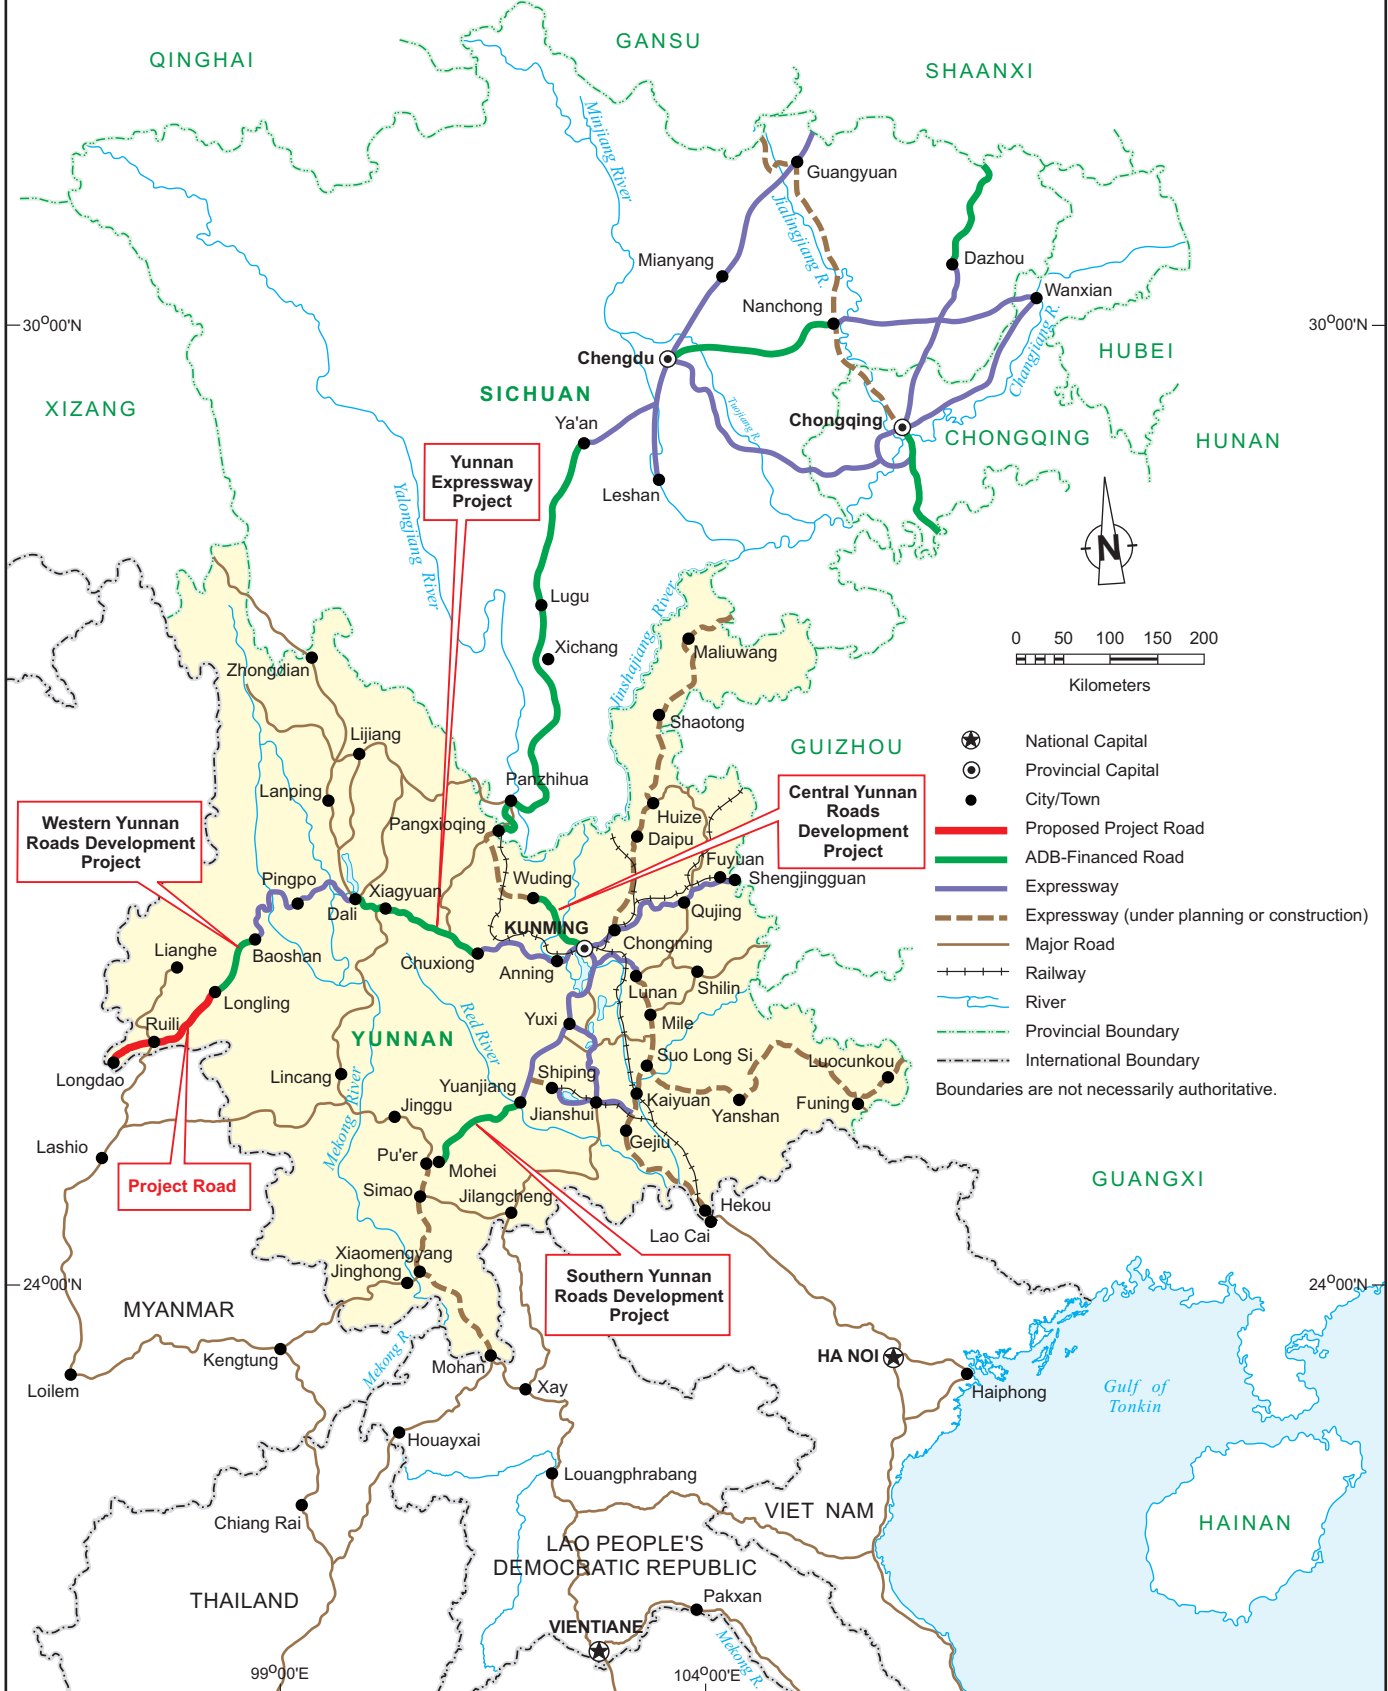 QINGHAI
GANSU
SHAANXI
Minjiang River
Guangyuan
Jialingjiang R.
Mianyang
Dazhou
Nanchong
Wanxian
30°00'N
30°00'N
Changjiang R.
HUBEI
Chengdu
SICHUAN
XIZANG
Tuojiang R.
Ya'an
Chongqing
CHONGQING
HUNAN
Yunnan
Expressway
Project
Leshan
Yalongjiang River
N
Lugu
Jinshajiang River
Xichang
Maliuwang
0 50 100 150 200
Kilometers
Zhongdian
Shaotong
Lijiang
GUIZHOU
National Capital
Provincial Capital
City/Town
Proposed Project Road
ADB-Financed Road
Expressway
Expressway (under planning or construction)
Major Road
Railway
River
Provincial Boundary
International Boundary
Boundaries are not necessarily authoritative.
Panzhihua
Lanping
Western Yunnan
Roads Development
Project
Pangxioqing
Huize
Daipu
Central Yunnan
Roads
Development
Project
Fuyuan
Shengjingguan
Pingpo
Xiagyuan
Wuding
Dali
Qujing
KUNMING
Lianghe
Baoshan
Chuxiong
Anning
Chongming
Shilin
Longling
Lunan
Red River
Ruili
YUNNAN
Yuxi
Mile
Suo Long Si
Luocunkou
Longdao
Lincang
Shiping
Yuanjiang
Jinggu
Jianshui
Kaiyuan
Yanshan
Funing
Mekong River
Lashio
Gejiu
Pu'er
Mohei
Project Road
Simao
Jilangcheng
Hekou
GUANGXI
Lao Cai
Xiaomengyang
Jinghong
Southern Yunnan
Roads Development
Project
24°00'N
24°00'N
MYANMAR
Kengtung
Mekong R.
Mohan
HA NOI
Haiphong
Gulf of
Tonkin
Loilem
Xay
Houayxai
Louangphrabang
Chiang Rai
VIET NAM
HAINAN
LAO PEOPLE'S
DEMOCRATIC REPUBLIC
THAILAND
Pakxan
VIENTIANE
Mekong R.
99°00'E
104°00'E